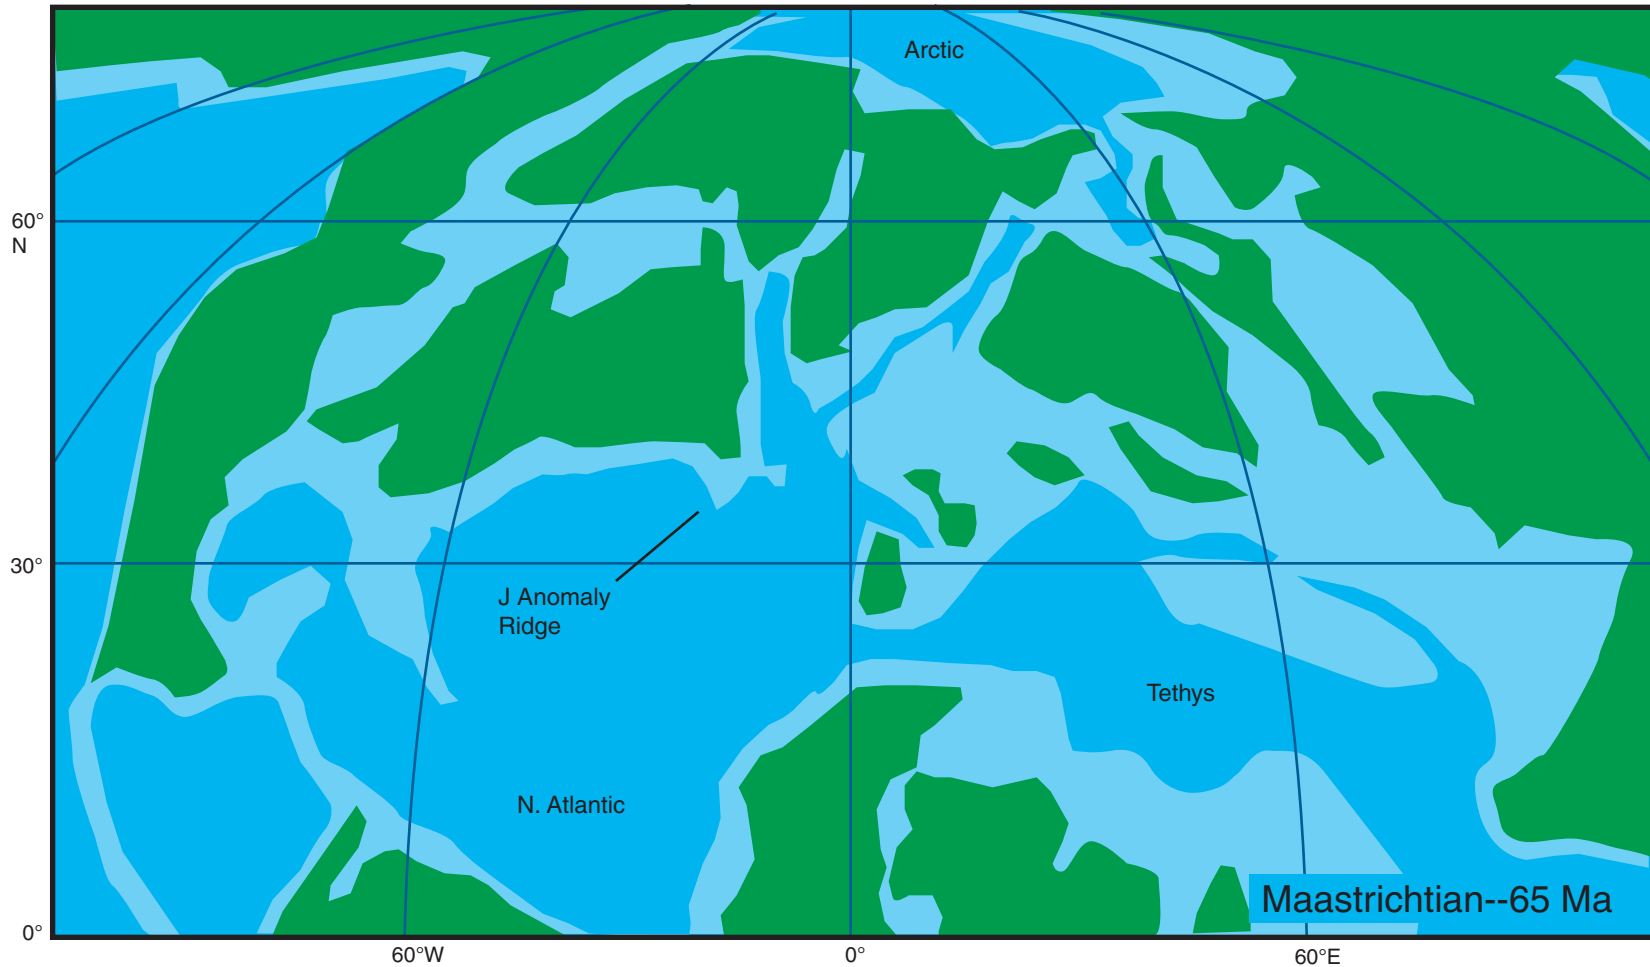 Arctic
60°
N
30°
J Anomaly
Ridge
Tethys
N. Atlantic
Maastrichtian--65 Ma
0°
60°W
0°
60°E